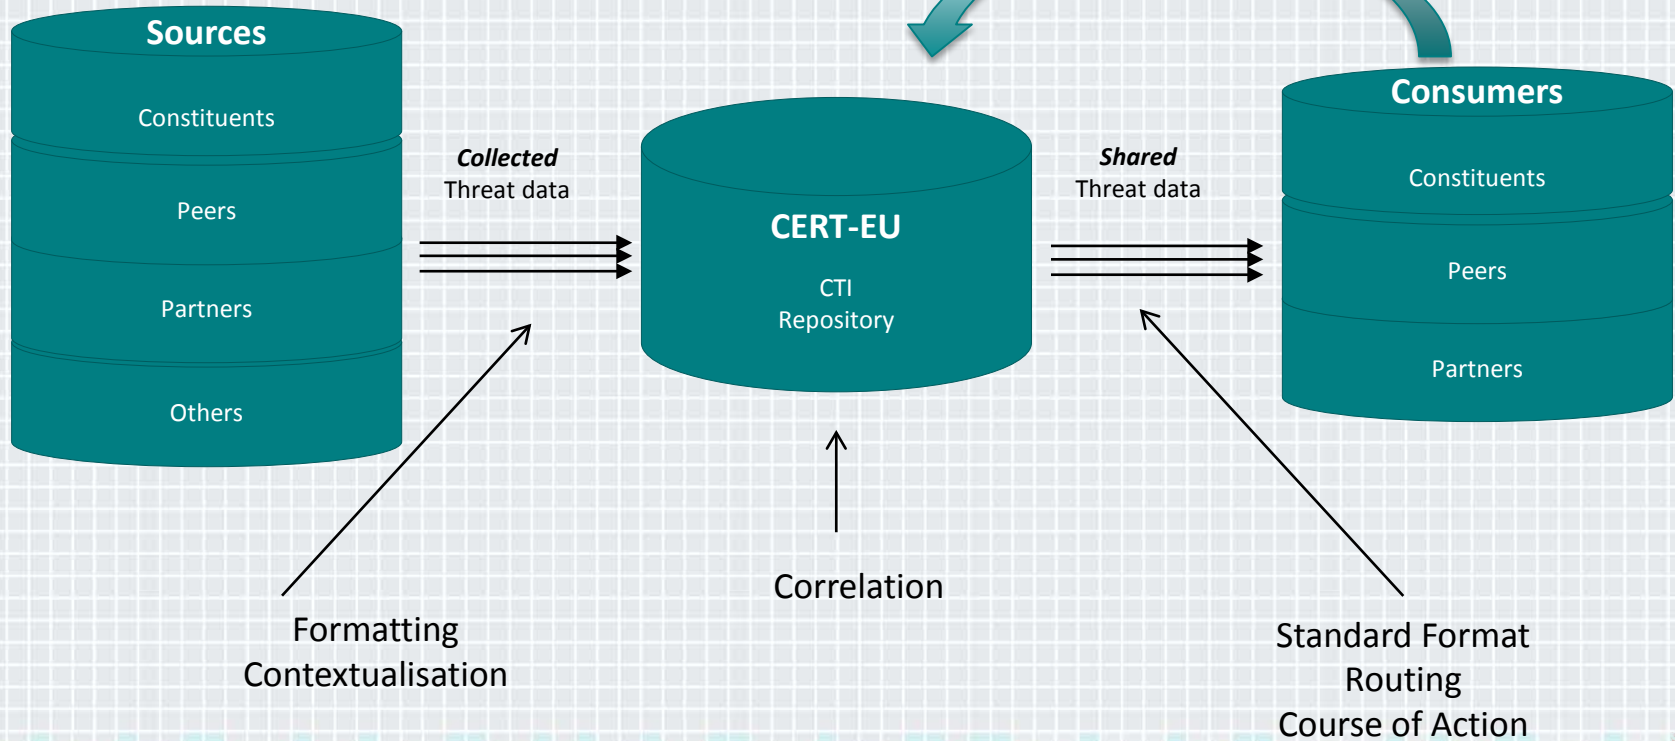 Sources
Constituents
Peers
Partners
Others
Collected
Threat data
CERT-EU
CTI
Repository
Shared
Threat data
Consumers
Constituents
Peers
Partners
Formatting
Contextualisation
Correlation
Standard Format
Routing
Course of Action